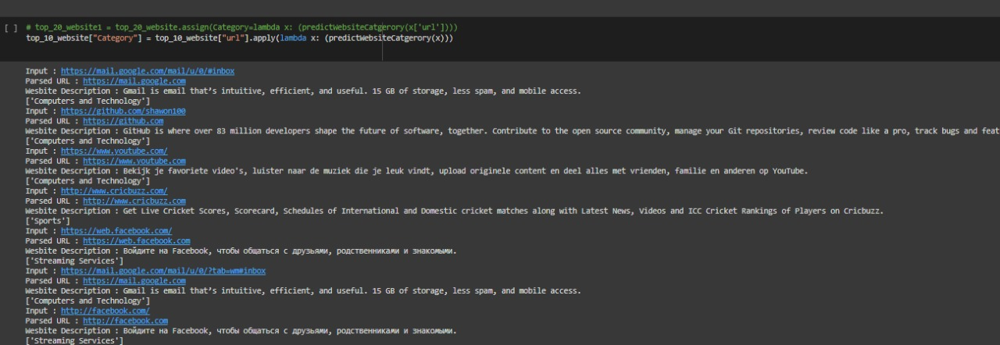 [ ] # top_20_website1 = top_20_website.assign(Category=lambda x: (predictWebsiteCatgerory(x['url'])))
top_10_website["Category"] = top_10_website["url"].apply(lambda x: (predictWebsiteCatgerory(x)))
Input : https://mail.google.com/mail/u/0/#inbox
Parsed URL : https://mail.google.com
Wesbite Description : Gmail is email that’s intuitive, efficient, and useful. 15 GB of storage, less spam, and mobile access.
['Computers and Technology']
Input : https://github.com/shawon100
Parsed URL : https://github.com
Wesbite Description : GitHub is where over 83 million developers shape the future of software, together. Contribute to the open source community, manage your Git repositories, review code like a pro, track bugs and feat
['Computers and Technology']
Input : https://www.youtube.com/
Parsed URL : https://www.youtube.com
Wesbite Description : Bekijk je favoriete video's, luister naar de muziek die je leuk vindt, upload originele content en deel alles met vrienden, familie en anderen op YouTube.
['Computers and Technology']
Input : http://www.cricbuzz.com/
Parsed URL : http://www.cricbuzz.com
Wesbite Description : Get Live Cricket Scores, Scorecard, Schedules of International and Domestic cricket matches along with Latest News, Videos and ICC Cricket Rankings of Players on Cricbuzz.
['Sports']
Input : https://web.facebook.com/
Parsed URL : https://web.facebook.com
Wesbite Description : Войдите на Facebook, чтобы общаться с друзьями, родственниками и знакомыми.
['Streaming Services']
Input : https://mail.google.com/mail/u/0/?tab=wm#inbox
Parsed URL : https://mail.google.com
Wesbite Description : Gmail is email that’s intuitive, efficient, and useful. 15 GB of storage, less spam, and mobile access.
['Computers and Technology']
Input : http://facebook.com/
Parsed URL : http://facebook.com
Wesbite Description : Войдите на Facebook, чтобы общаться с друзьями, родственниками и знакомыми.
['Streaming Services']